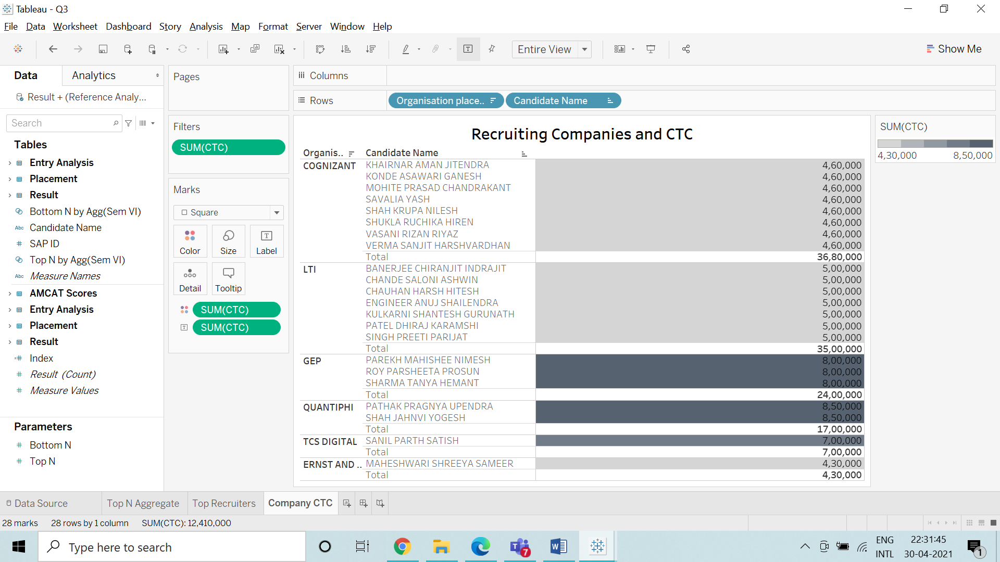 Tableau - Q3
File Data Worksheet Dashboard Story Analysis Map Format Server Window Help
Entire View
Show Me
Data Analytics
Result + (Reference Analy...
Search
Tables
Entry Analysis
Placement
Result
Bottom N by Agg(Sem VI)
Abc Candidate Name
# SAP ID
Top N by Agg(Sem VI)
Abc Measure Names
AMCAT Scores
Entry Analysis
Placement
Result
=# Index
# Result (Count)
# Measure Values
Parameters
# Bottom N
# Top N
Pages
Filters
SUM(CTC)
Marks
Square
Color Size Label
Detail Tooltip
SUM(CTC)
SUM(CTC)
Columns
Rows Organisation place.. Candidate Name
Recruiting Companies and CTC
Organis.. Candidate Name
COGNIZANT KHAIRNAR AMAN JITENDRA 4,60,000
KONDE ASAWARI GANESH 4,60,000
MOHITE PRASAD CHANDRAKANT 4,60,000
SAVALIA YASH 4,60,000
SHAH KRUPA NILESH 4,60,000
SHUKLA RUCHIKA HIREN 4,60,000
VASANI RIZAN RIYAZ 4,60,000
VERMA SANJIT HARSHVARDHAN 4,60,000
Total 36,80,000
LTI BANERJEE CHIRANJIT INDRAJIT 5,00,000
CHANDE SALONI ASHWIN 5,00,000
CHAUHAN HARSH HITESH 5,00,000
ENGINEER ANUJ SHAILENDRA 5,00,000
KULKARNI SHANTESH GURUNATH 5,00,000
PATEL DHIRAJ KARAMSHI 5,00,000
SINGH PREETI PARIJAT 5,00,000
Total 35,00,000
GEP PAREKH MAHISHEE NIMESH 8,00,000
ROY PARSHEETA PROSUN 8,00,000
SHARMA TANYA HEMANT 8,00,000
Total 24,00,000
QUANTIPHI PATHAK PRAGNYA UPENDRA 8,50,000
SHAH JAHNVI YOGESH 8,50,000
Total 17,00,000
TCS DIGITAL SANIL PARTH SATISH 7,00,000
Total 7,00,000
ERNST AND .. MAHESHWARI SHREEYA SAMEER 4,30,000
Total 4,30,000
SUM(CTC)
4,30,000 8,50,000
Data Source Top N Aggregate Top Recruiters Company CTC
28 marks 28 rows by 1 column SUM(CTC): 12,410,000
Type here to search
7
ENG
INTL
22:31:45
30-04-2021
1